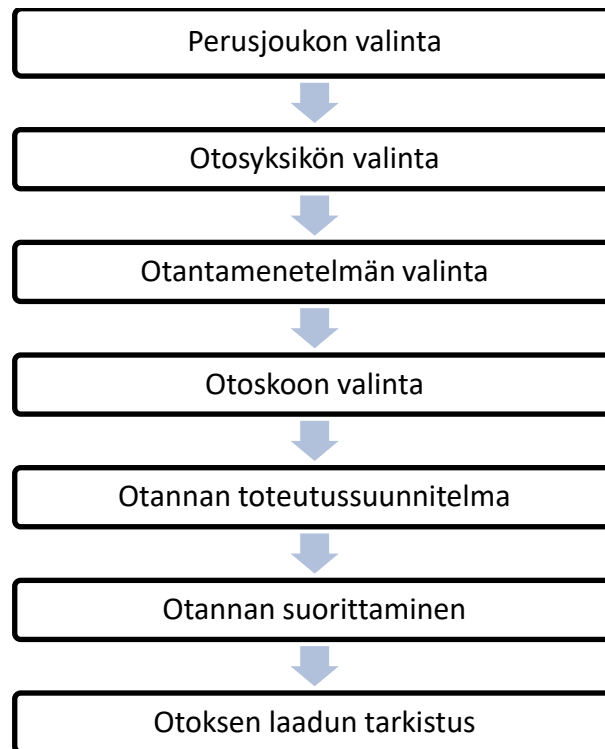 Perusjoukon valinta
Otosyksikön valinta
Otantamenetelmän valinta
Otoskoon valinta
Otannan toteutussuunnitelma
Otannan suorittaminen
Otoksen laadun tarkistus